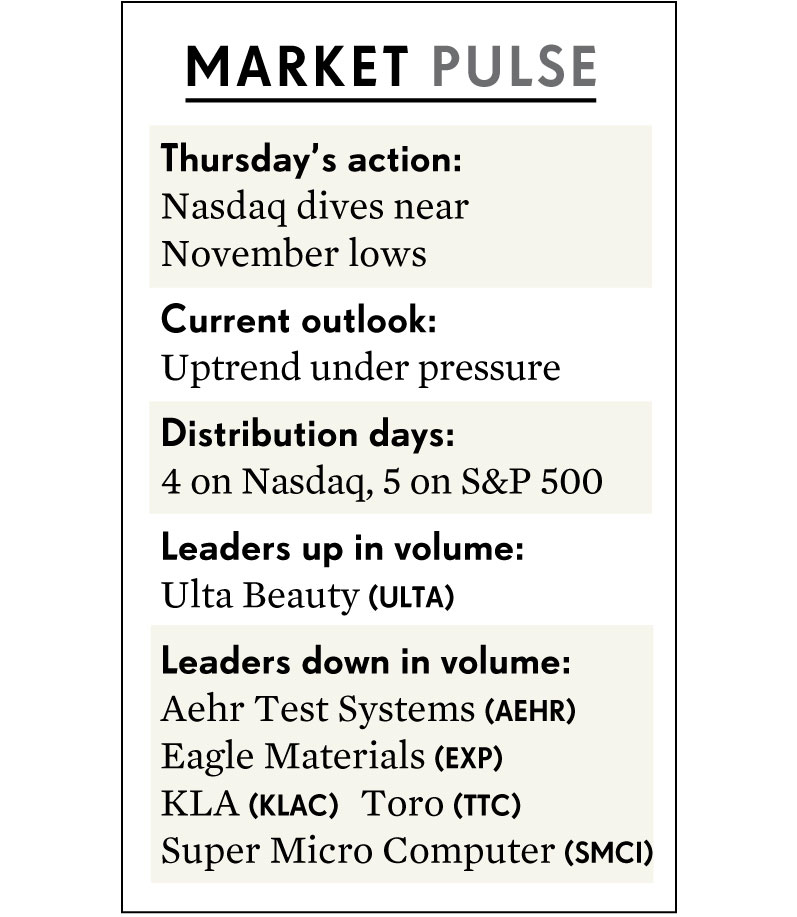 MARKET PULSE
Thursday's action:
Nasdaq dives near
November lows
Current outlook:
Uptrend under pressure
Distribution days:
4 on Nasdaq, 5 on S&P 500
Leaders up in volume:
Ulta Beauty (ULTA)
Leaders down in volume:
Aehr Test Systems (AEHR)
Eagle Materials (EXP)
KLA (KLAC) Toro (TTC)
Super Micro Computer (SMCI)